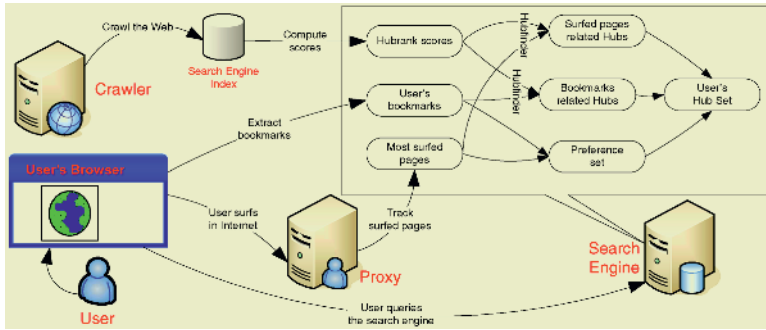 Crawl the Web
Compute
scores
Search Engine
Index
Crawler
Hubrank scores
Hubfinder
Surfed pages
related Hubs
User's
bookmarks
Hubfinder
Bookmarks
related Hubs
User's
Hub Set
Extract
bookmarks
Most surfed
pages
Preference
set
User's Browser
User surfs
in Internet
Track
surfed pages
Proxy
Search
Engine
User
User queries
the search engine